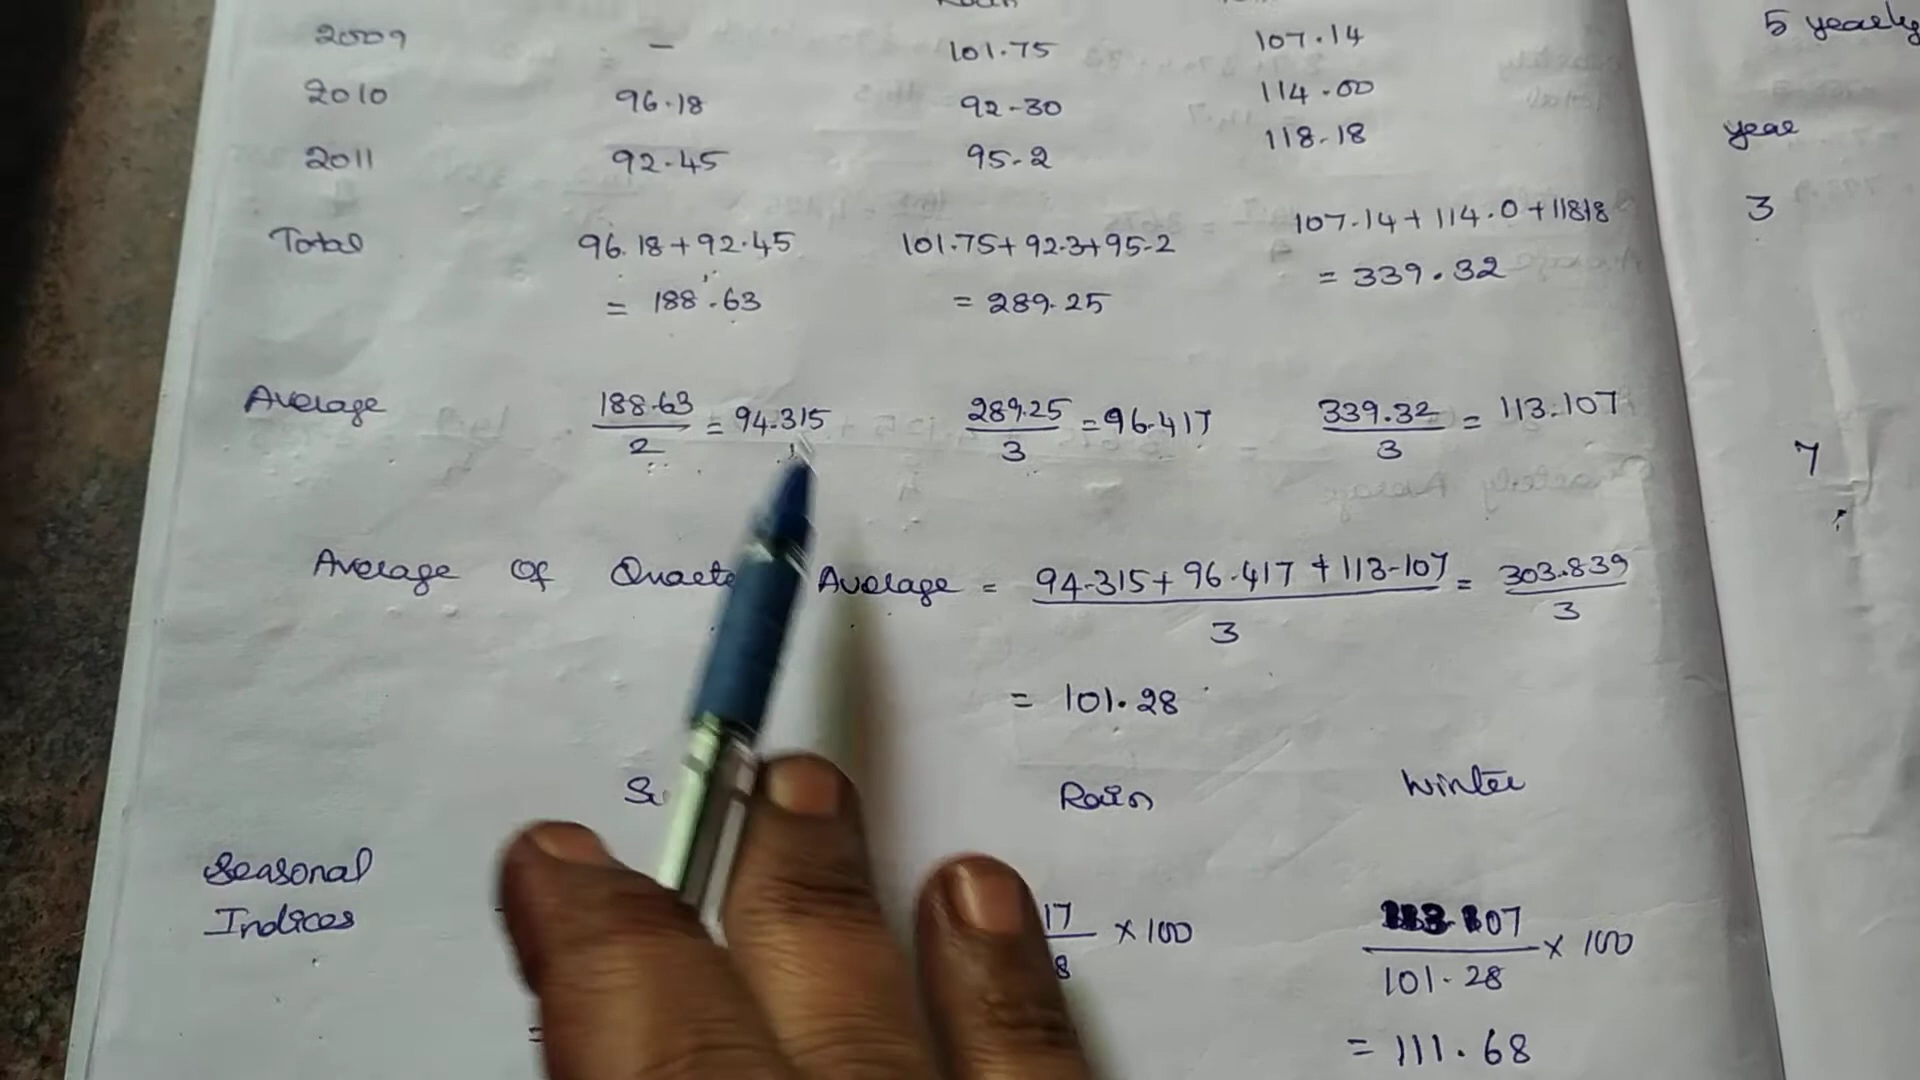 2009 – 101.75 107.14
2010 96.18 92.30 114.00
2011 92.45 95.2 118.18
Total 96.18 + 92.45 101.75 + 92.3 + 95.2 107.14 + 114.0 + 118.18
= 188.63 = 289.25 = 339.32
Average 188.63/2 = 94.315 289.25/3 = 96.417 339.32/3 = 113.107
Average of Average = 94.315 + 96.417 + 113.107/3 = 303.839/3
= 101.28
Rain Winter
Seasonal
Indices 17/8 × 100 113.107/101.28 × 100
= = 111.68
5 yearly
year
3
7